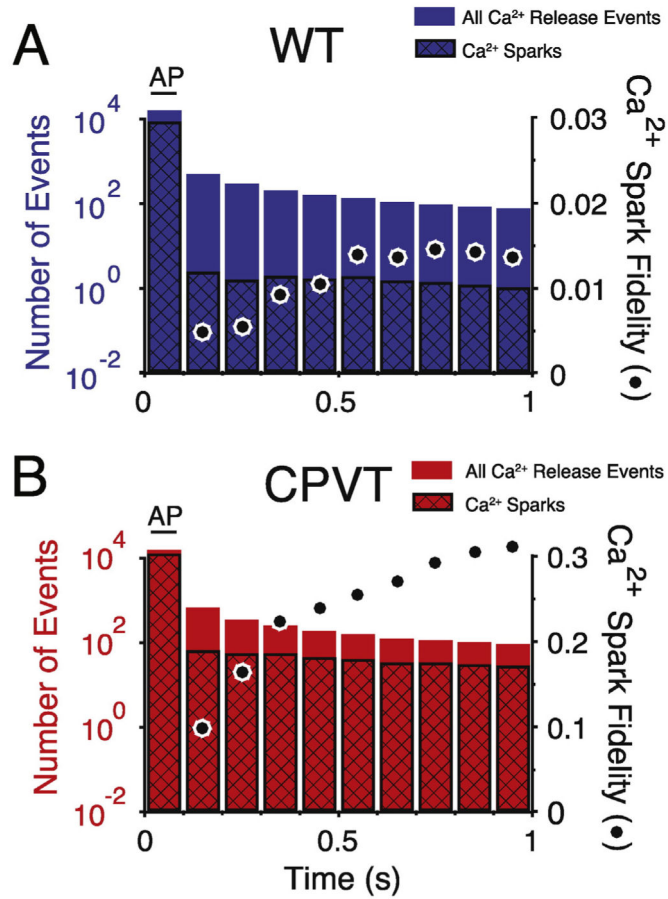 A
WT
All Ca²⁺ Release Events
Ca²⁺ Sparks
AP
Number of Events
10⁴
10²
10⁰
10⁻²
0.03
0.02
0.01
0
Ca²⁺ Spark Fidelity (•)
0
0.5
1
B
CPVT
All Ca²⁺ Release Events
Ca²⁺ Sparks
AP
Number of Events
10⁴
10²
10⁰
10⁻²
0.3
0.2
0.1
0
Ca²⁺ Spark Fidelity (•)
0
0.5
1
Time (s)